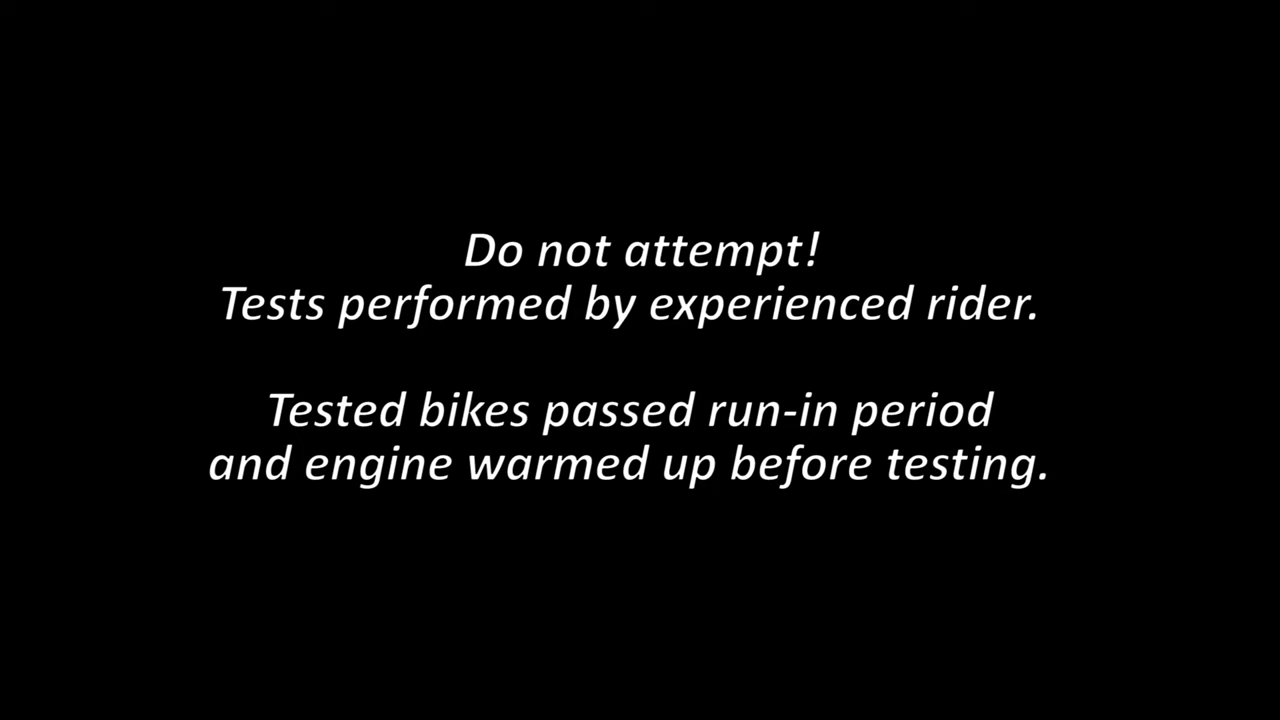 Do not attempt!
Tests performed by experienced rider.
Tested bikes passed run-in period
and engine warmed up before testing.